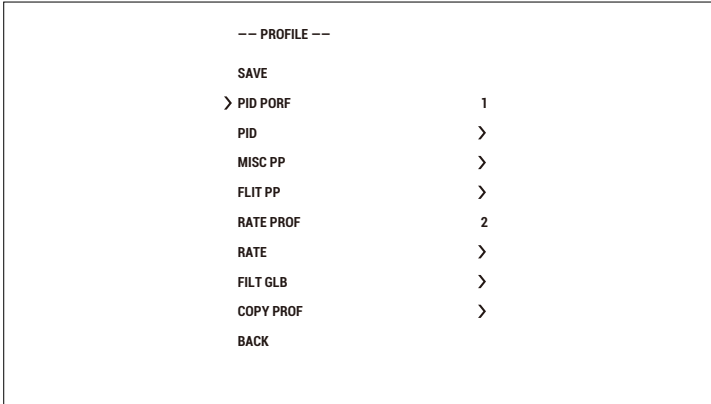 -- PROFILE --
SAVE
> PID PORF 1
PID >
MISC PP >
FLIT PP >
RATE PROF 2
RATE >
FILT GLB >
COPY PROF >
BACK